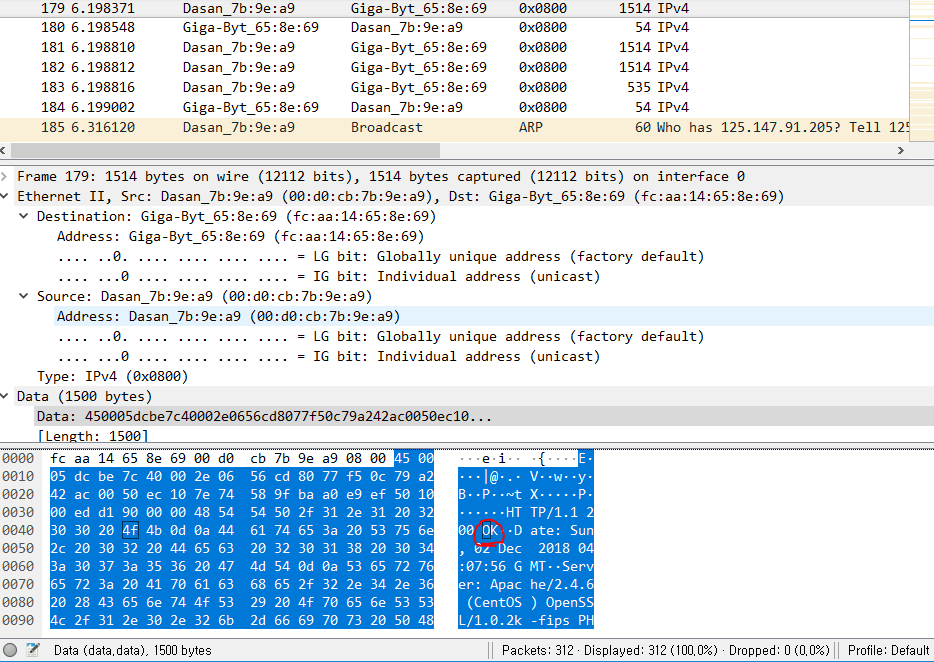 179 6.198371 Dasan_7b:9e:a9 Giga-Byt_65:8e:69 0x0800 1514 IPv4
180 6.198548 Giga-Byt_65:8e:69 Dasan_7b:9e:a9 0x0800 54 IPv4
181 6.198810 Dasan_7b:9e:a9 Giga-Byt_65:8e:69 0x0800 1514 IPv4
182 6.198812 Dasan_7b:9e:a9 Giga-Byt_65:8e:69 0x0800 1514 IPv4
183 6.198816 Dasan_7b:9e:a9 Giga-Byt_65:8e:69 0x0800 535 IPv4
184 6.199002 Giga-Byt_65:8e:69 Dasan_7b:9e:a9 0x0800 54 IPv4
185 6.316120 Dasan_7b:9e:a9 Broadcast ARP 60 Who has 125.147.91.205? Tell 125
Frame 179: 1514 bytes on wire (12112 bits), 1514 bytes captured (12112 bits) on interface 0
Ethernet II, Src: Dasan_7b:9e:a9 (00:d0:cb:7b:9e:a9), Dst: Giga-Byt_65:8e:69 (fc:aa:14:65:8e:69)
Destination: Giga-Byt_65:8e:69 (fc:aa:14:65:8e:69)
Address: Giga-Byt_65:8e:69 (fc:aa:14:65:8e:69)
.... ..0. .... .... .... .... = LG bit: Globally unique address (factory default)
.... ...0 .... .... .... .... = IG bit: Individual address (unicast)
Source: Dasan_7b:9e:a9 (00:d0:cb:7b:9e:a9)
Address: Dasan_7b:9e:a9 (00:d0:cb:7b:9e:a9)
.... ..0. .... .... .... .... = LG bit: Globally unique address (factory default)
.... ...0 .... .... .... .... = IG bit: Individual address (unicast)
Type: IPv4 (0x0800)
Data (1500 bytes)
Data: 450005dcbe7c40002e0656cd8077f50c79a242ac0050ec10...
[Length: 1500]
0000 fc aa 14 65 8e 69 00 d0 cb 7b 9e a9 08 00 45 00 ···e·i·· ·{····E·
0010 05 dc be 7c 40 00 2e 06 56 cd 80 77 f5 0c 79 a2 ···|@·.· V··w··y·
0020 42 ac 00 50 ec 10 7e 74 58 9f ba a0 e9 ef 50 10 B··P··~t X·····P·
0030 00 ed d1 90 00 00 48 54 54 50 2f 31 2e 31 20 32 ······HT TP/1.1 2
0040 30 30 20 4f 4b 0d 0a 44 61 74 65 3a 20 53 75 6e 00 OK··D ate: Sun
0050 2c 20 30 32 20 44 65 63 20 32 30 31 38 20 30 34 , 02 Dec 2018 04
0060 3a 30 37 3a 35 36 20 47 4d 54 0d 0a 53 65 72 76 :07:56 G MT··Serv
0070 65 72 3a 20 41 70 61 63 68 65 2f 32 2e 34 2e 36 er: Apac he/2.4.6
0080 20 28 43 65 6e 74 4f 53 29 20 4f 70 65 6e 53 53 (CentOS ) OpenSS
0090 4c 2f 31 2e 30 2e 32 6b 2d 66 69 70 73 20 50 48 L/1.0.2k -fips PH
Data (data,data), 1500 bytes Packets: 312 · Displayed: 312 (100,0%) · Dropped: 0 (0,0%) Profile: Default